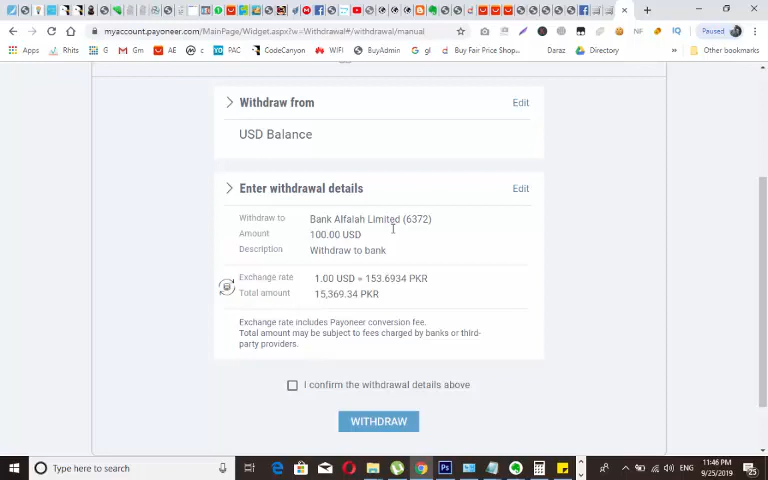 Paused
myaccount.payoneer.com/MainPage/Widget.aspx?w=Withdrawal#/withdrawal/manual
Apps Rhits G Gm AE c PAC CodeCanyon WIFI BuyAdmin gl Buy Fair Price Shop... Daraz Directory » Other bookmarks
Withdraw from Edit
USD Balance
Enter withdrawal details Edit
Withdraw to Bank Alfalah Limited (6372)
Amount 100.00 USD
Description Withdraw to bank
Exchange rate 1.00 USD = 153.6934 PKR
Total amount 15,369.34 PKR
Exchange rate includes Payoneer conversion fee.
Total amount may be subject to fees charged by banks or third-
party providers.
I confirm the withdrawal details above
WITHDRAW
Type here to search
ENG
11:46 PM
9/25/2019
25